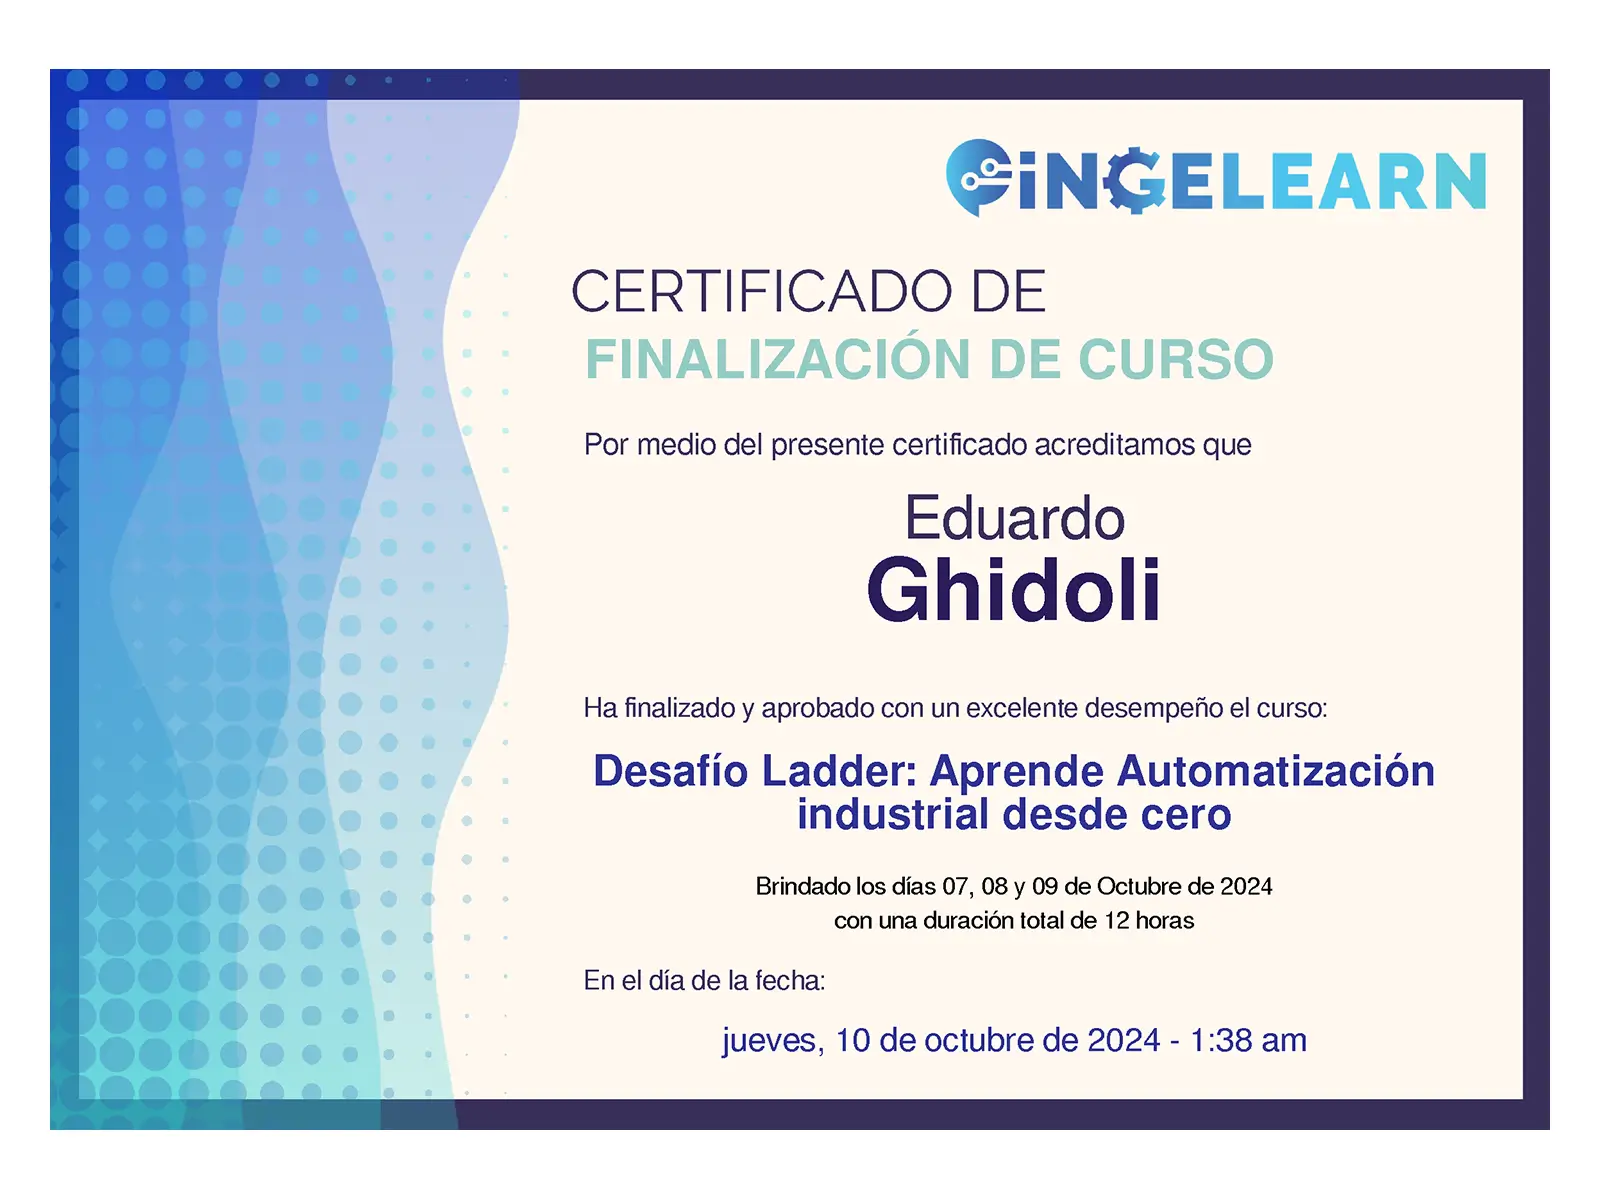 iNGELEARN
CERTIFICADO DE
FINALIZACIÓN DE CURSO
Por medio del presente certificado acreditamos que
Eduardo
Ghidoli
Ha finalizado y aprobado con un excelente desempeño el curso:
Desafío Ladder: Aprende Automatización
industrial desde cero
Brindado los días 07, 08 y 09 de Octubre de 2024
con una duración total de 12 horas
En el día de la fecha:
jueves, 10 de octubre de 2024 - 1:38 am